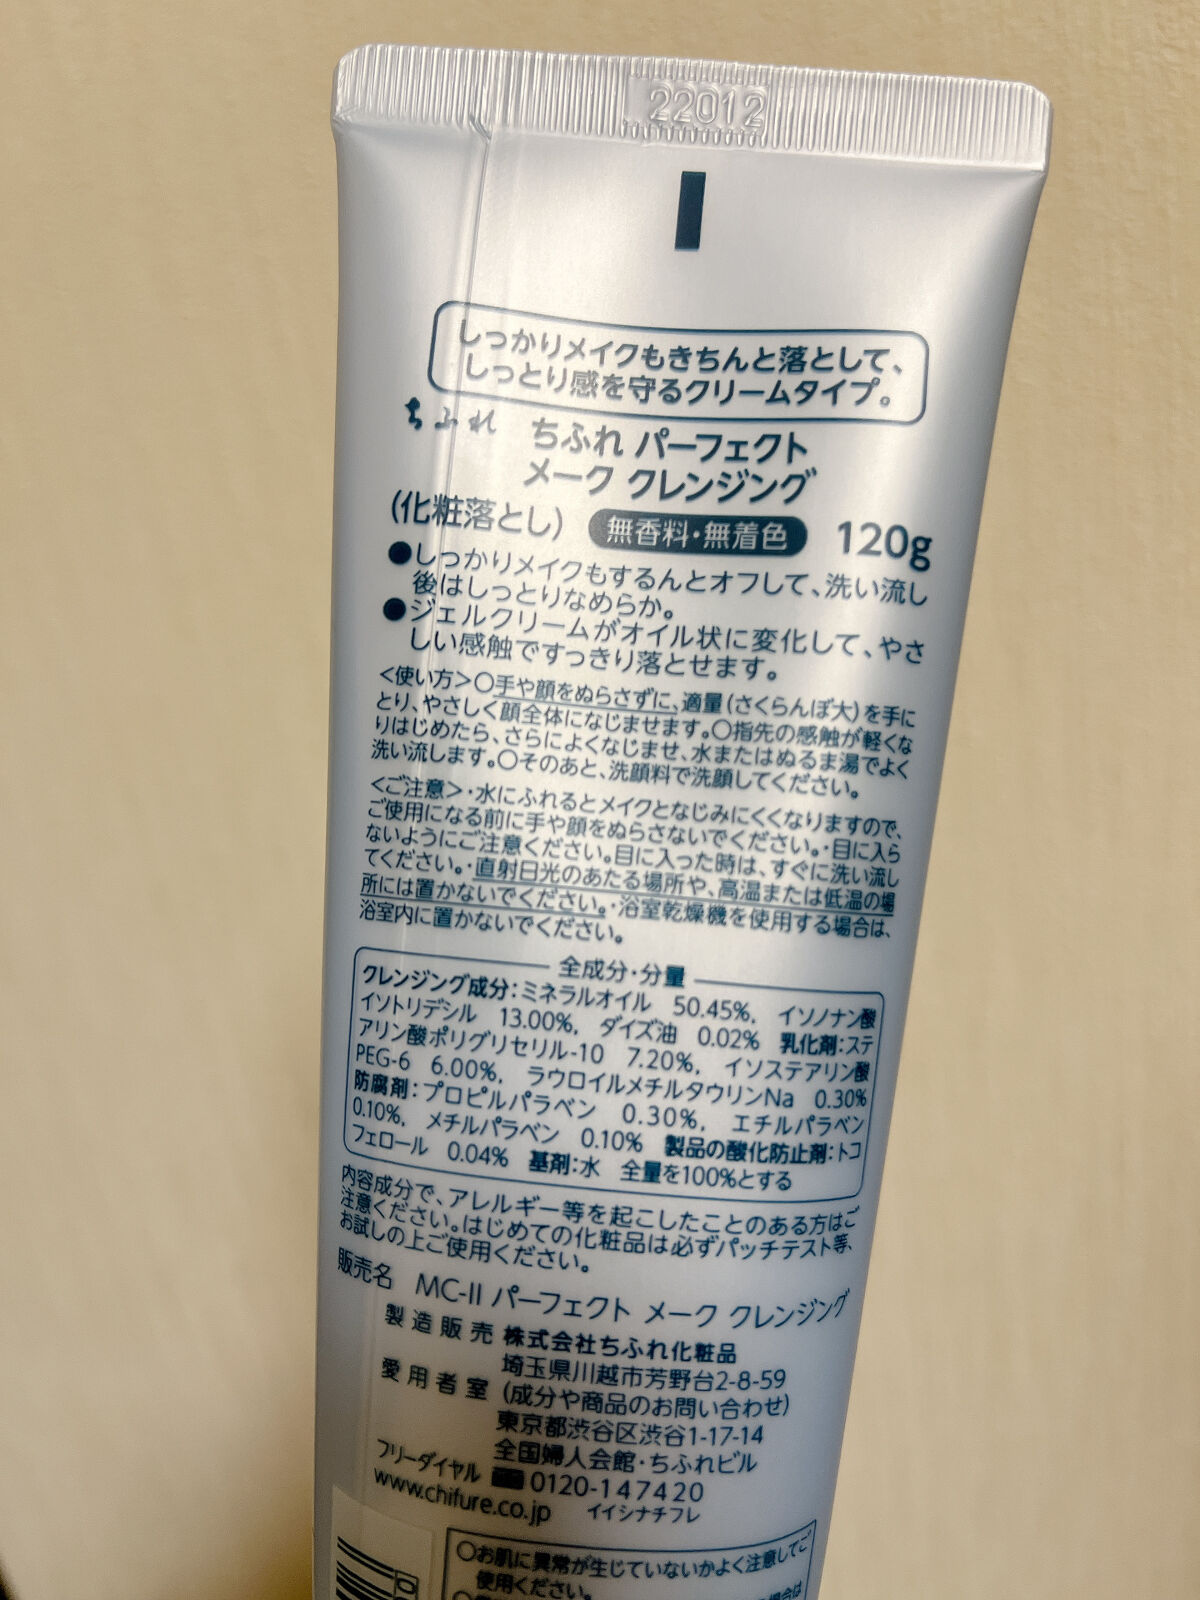 22012
しっかりメイクもきちんと落として、
しっとり感を守るクリームタイプ。
ちふれ ちふれ パーフェクト
メーク クレンジング
(化粧落とし) 無香料・無着色 120g
●しっかりメイクもするんとオフして、洗い流し
後はしっとりなめらか。
●ジェルクリームがオイル状に変化して、やさ
しい感触ですっきり落とせます。
<使い方>○手や顔をぬらさずに、適量(さくらんぼ大)を手に
とり、やさしく顔全体になじませます。○指先の感触が軽くな
りはじめたら、さらによくなじませ、水またはぬるま湯でよく
洗い流します。○そのあと、洗顔料で洗顔してください。
<ご注意>・水にふれるとメイクとなじみにくくなりますので、
ご使用になる前に手や顔をぬらさないでください。・目に入ら
ないようにご注意ください。目に入った時は、すぐに洗い流し
てください。・直射日光のあたる場所や、高温または低温の場
所には置かないでください。・浴室乾燥機を使用する場合は、
浴室内に置かないでください。
全成分・分量
クレンジング成分:ミネラルオイル 50.45%, イソノナン酸
イソトリデシル 13.00%, ダイズ油 0.02% 乳化剤:ステ
アリン酸ポリグリセリル-10 7.20%, イソステアリン酸
PEG-6 6.00%, ラウロイルメチルタウリンNa 0.30%
防腐剤:プロピルパラベン 0.30%, エチルパラベン
0.10%, メチルパラベン 0.10% 製品の酸化防止剤:トコ
フェロール 0.04% 基剤:水 全量を100%とする
内容成分で、アレルギー等を起こしたことのある方はご
注意ください。はじめての化粧品は必ずパッチテスト等、
お試しの上ご使用ください。
販売名 MC-II パーフェクト メーク クレンジング
製造販売 株式会社ちふれ化粧品
埼玉県川越市芳野台2-8-59
愛用者室 (成分や商品のお問い合わせ)
東京都渋谷区渋谷1-17-14
全国婦人会館・ちふれビル
フリーダイヤル 0120-147420
www.chifure.co.jp イイシナチフレ
○お肌に異常が生じていないかよく注意してご
使用ください。